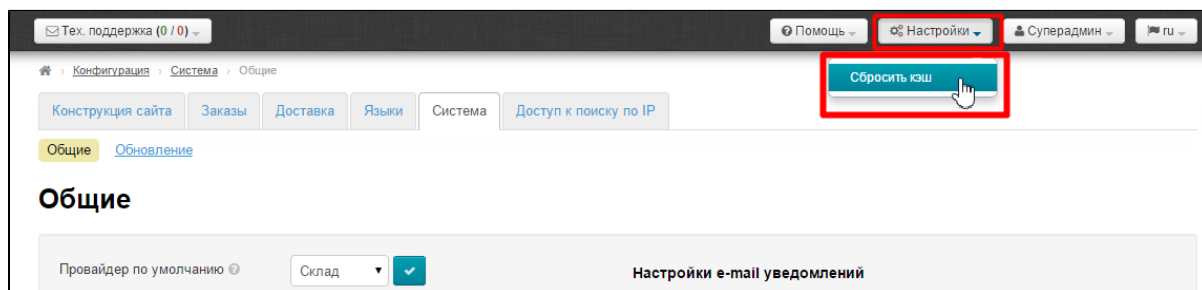 Тех. поддержка (0 / 0) Помощь Настройки Суперадмин ru
Конфигурация › Система › Общие
Сбросить кэш
Конструкция сайта Заказы Доставка Языки Система Доступ к поиску по IP
Общие Обновление
Общие
Провайдер по умолчанию Склад Настройки e-mail уведомлений